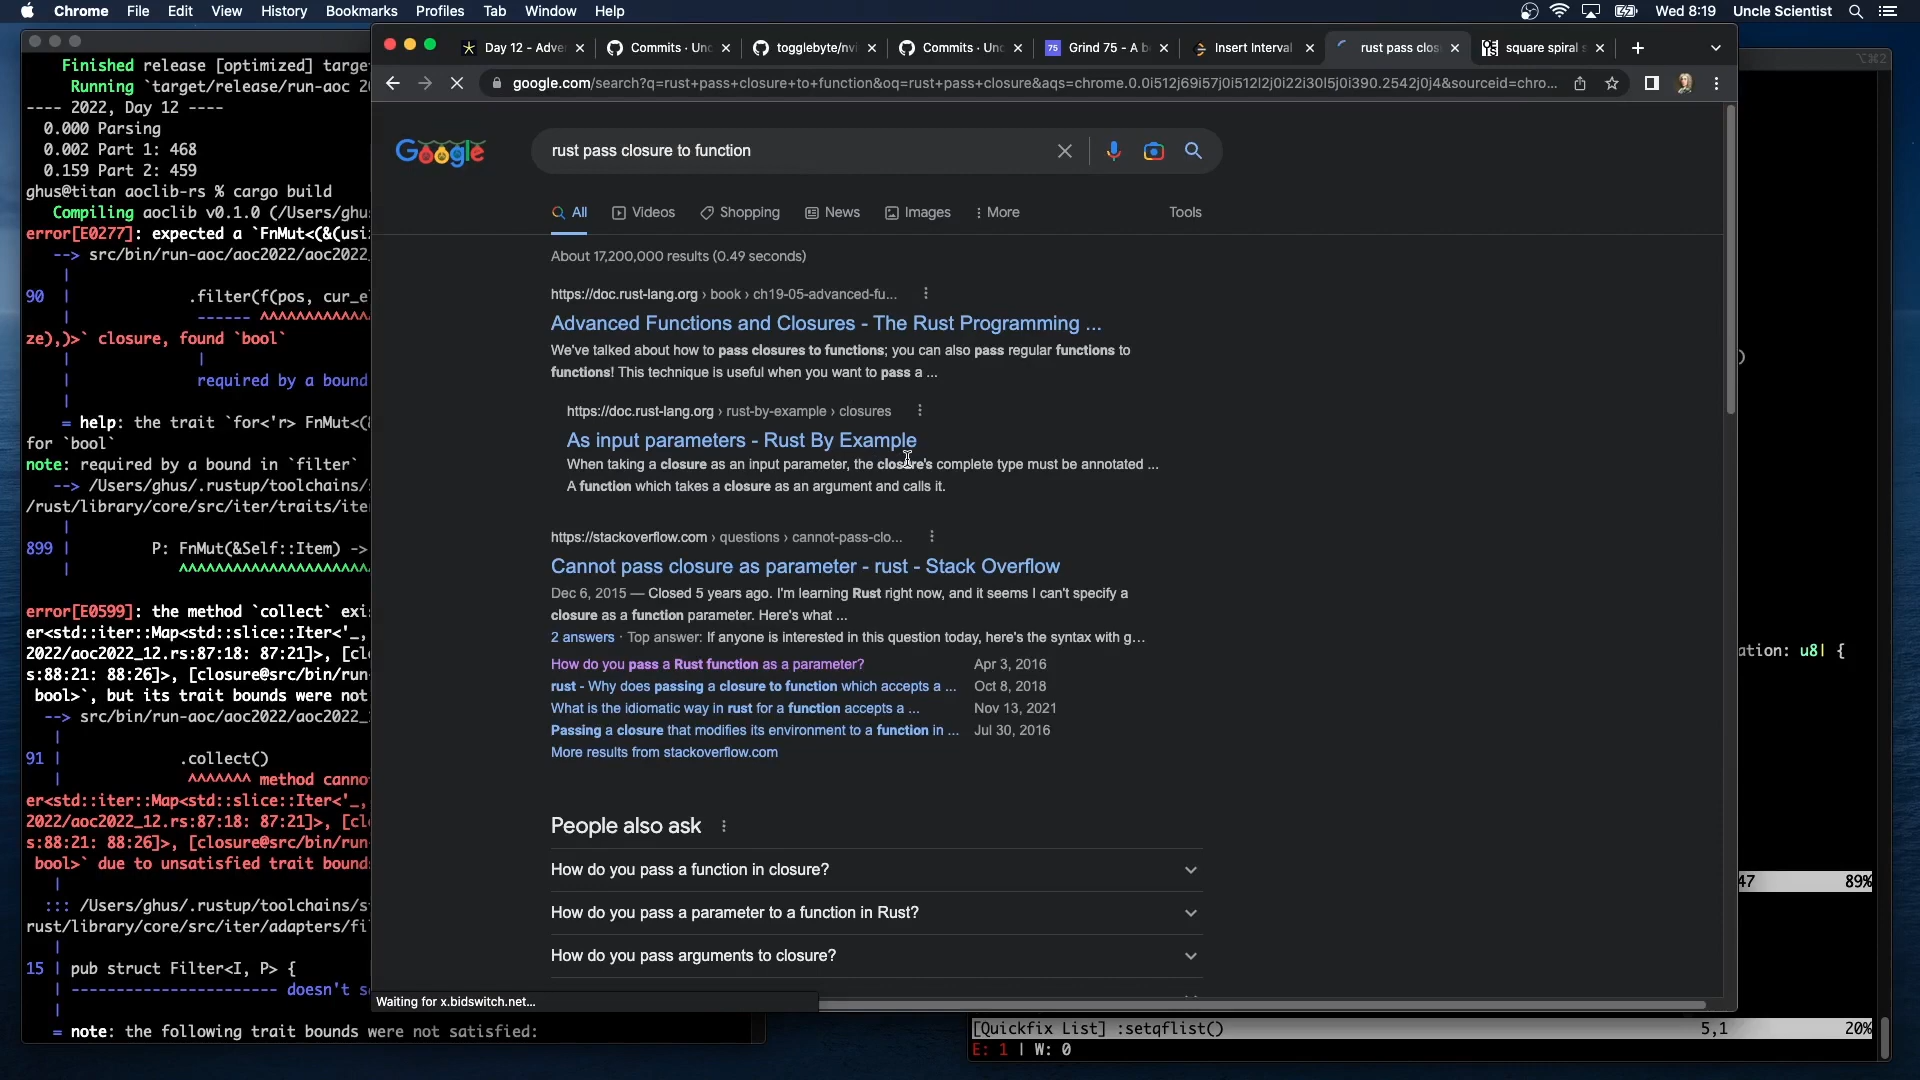 Chrome File Edit View History Bookmarks Profiles Tab Window Help Wed 8:19 Uncle Scientist
Day 12 - Adve
Commits · Unc
togglebyte/nvi
Commits · Unc
75 Grind 75 - A b
Insert Interval
rust pass clos
square spiral s
google.com/search?q=rust+pass+closure+to+function&oq=rust+pass+closure&aqs=chrome.0.0i512j69i57j0i512l2j0i22i30l5j0i390.2542j0j4&sourceid=chro...
Google
rust pass closure to function
All Videos Shopping News Images More Tools
About 17,200,000 results (0.49 seconds)
https://doc.rust-lang.org › book › ch19-05-advanced-fu...
Advanced Functions and Closures - The Rust Programming ...
We've talked about how to pass closures to functions; you can also pass regular functions to
functions! This technique is useful when you want to pass a ...
https://doc.rust-lang.org › rust-by-example › closures
As input parameters - Rust By Example
When taking a closure as an input parameter, the closure's complete type must be annotated ...
A function which takes a closure as an argument and calls it.
https://stackoverflow.com › questions › cannot-pass-clo...
Cannot pass closure as parameter - rust - Stack Overflow
Dec 6, 2015 — Closed 5 years ago. I'm learning Rust right now, and it seems I can't specify a
closure as a function parameter. Here's what ...
2 answers · Top answer: If anyone is interested in this question today, here's the syntax with g...
How do you pass a Rust function as a parameter? Apr 3, 2016
rust - Why does passing a closure to function which accepts a ... Oct 8, 2018
What is the idiomatic way in rust for a function accepts a ... Nov 13, 2021
Passing a closure that modifies its environment to a function in ... Jul 30, 2016
More results from stackoverflow.com
People also ask
How do you pass a function in closure?
How do you pass a parameter to a function in Rust?
How do you pass arguments to closure?
Waiting for x.bidswitch.net...
Finished release [optimized] targe
Running `target/release/run-aoc 2
---- 2022, Day 12 ----
0.000 Parsing
0.002 Part 1: 468
0.159 Part 2: 459
ghus@titan aoclib-rs % cargo build
Compiling aoclib v0.1.0 (/Users/ghu
error[E0277]: expected a `FnMut<(&(usi
--> src/bin/run-aoc/aoc2022/aoc2022_
|
90 | .filter(f(pos, cur_e
| ------ ^^^^^^^^^^^^
ze),)>` closure, found `bool`
| |
| required by a bound
|
= help: the trait `for<'r> FnMut<(&
for `bool`
note: required by a bound in `filter`
--> /Users/ghus/.rustup/toolchains/s
/rust/library/core/src/iter/traits/ite
|
899 | P: FnMut(&Self::Item) ->
| ^^^^^^^^^^^^^^^^^^^^^
error[E0599]: the method `collect` exi
er<std::iter::Map<std::slice::Iter<'_,
2022/aoc2022_12.rs:87:18: 87:21]>, [cl
s:88:21: 88:26]>, [closure@src/bin/run
bool>`, but its trait bounds were not
--> src/bin/run-aoc/aoc2022/aoc2022_
|
91 | .collect()
| ^^^^^^^ method canno
er<std::iter::Map<std::slice::Iter<'_,
2022/aoc2022_12.rs:87:18: 87:21]>, [cl
s:88:21: 88:26]>, [closure@src/bin/run
bool>` due to unsatisfied trait bound
|
::: /Users/ghus/.rustup/toolchains/s
rust/library/core/src/iter/adapters/fi
|
15 | pub struct Filter<I, P> {
| ----------------------- doesn't s
|
= note: the following trait bounds were not satisfied:
⌥⌘2
)
ation: u8| {
47 89%
[Quickfix List] :setqflist() 5,1 20%
E: 1 | W: 0